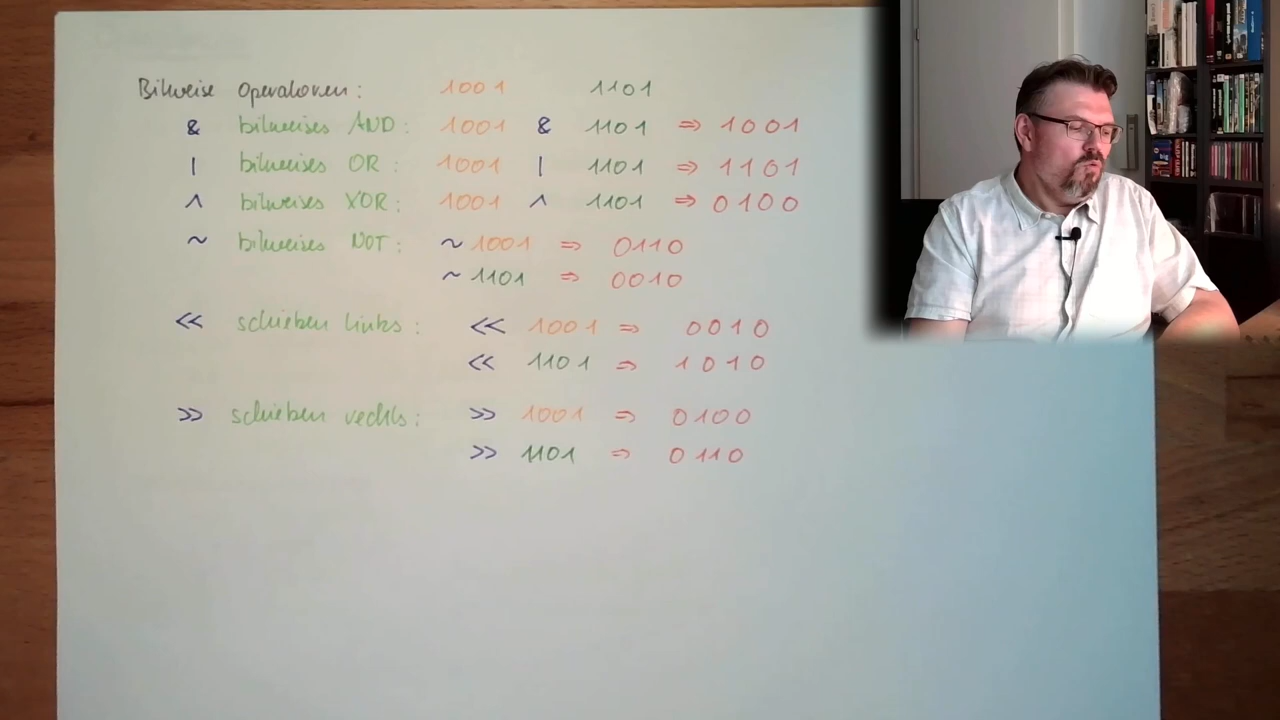 Bitweise Operationen: 1001 1101
& bitweises AND: 1001 & 1101 ⇒ 1001
| bitweises OR: 1001 | 1101 ⇒ 1101
^ bitweises XOR: 1001 ^ 1101 ⇒ 0100
~ bitweises NOT: ~1001 ⇒ 0110
~1101 ⇒ 0010
<< schieben links: << 1001 ⇒ 0010
<< 1101 ⇒ 1010
>> schieben rechts: >> 1001 ⇒ 0100
>> 1101 ⇒ 0110